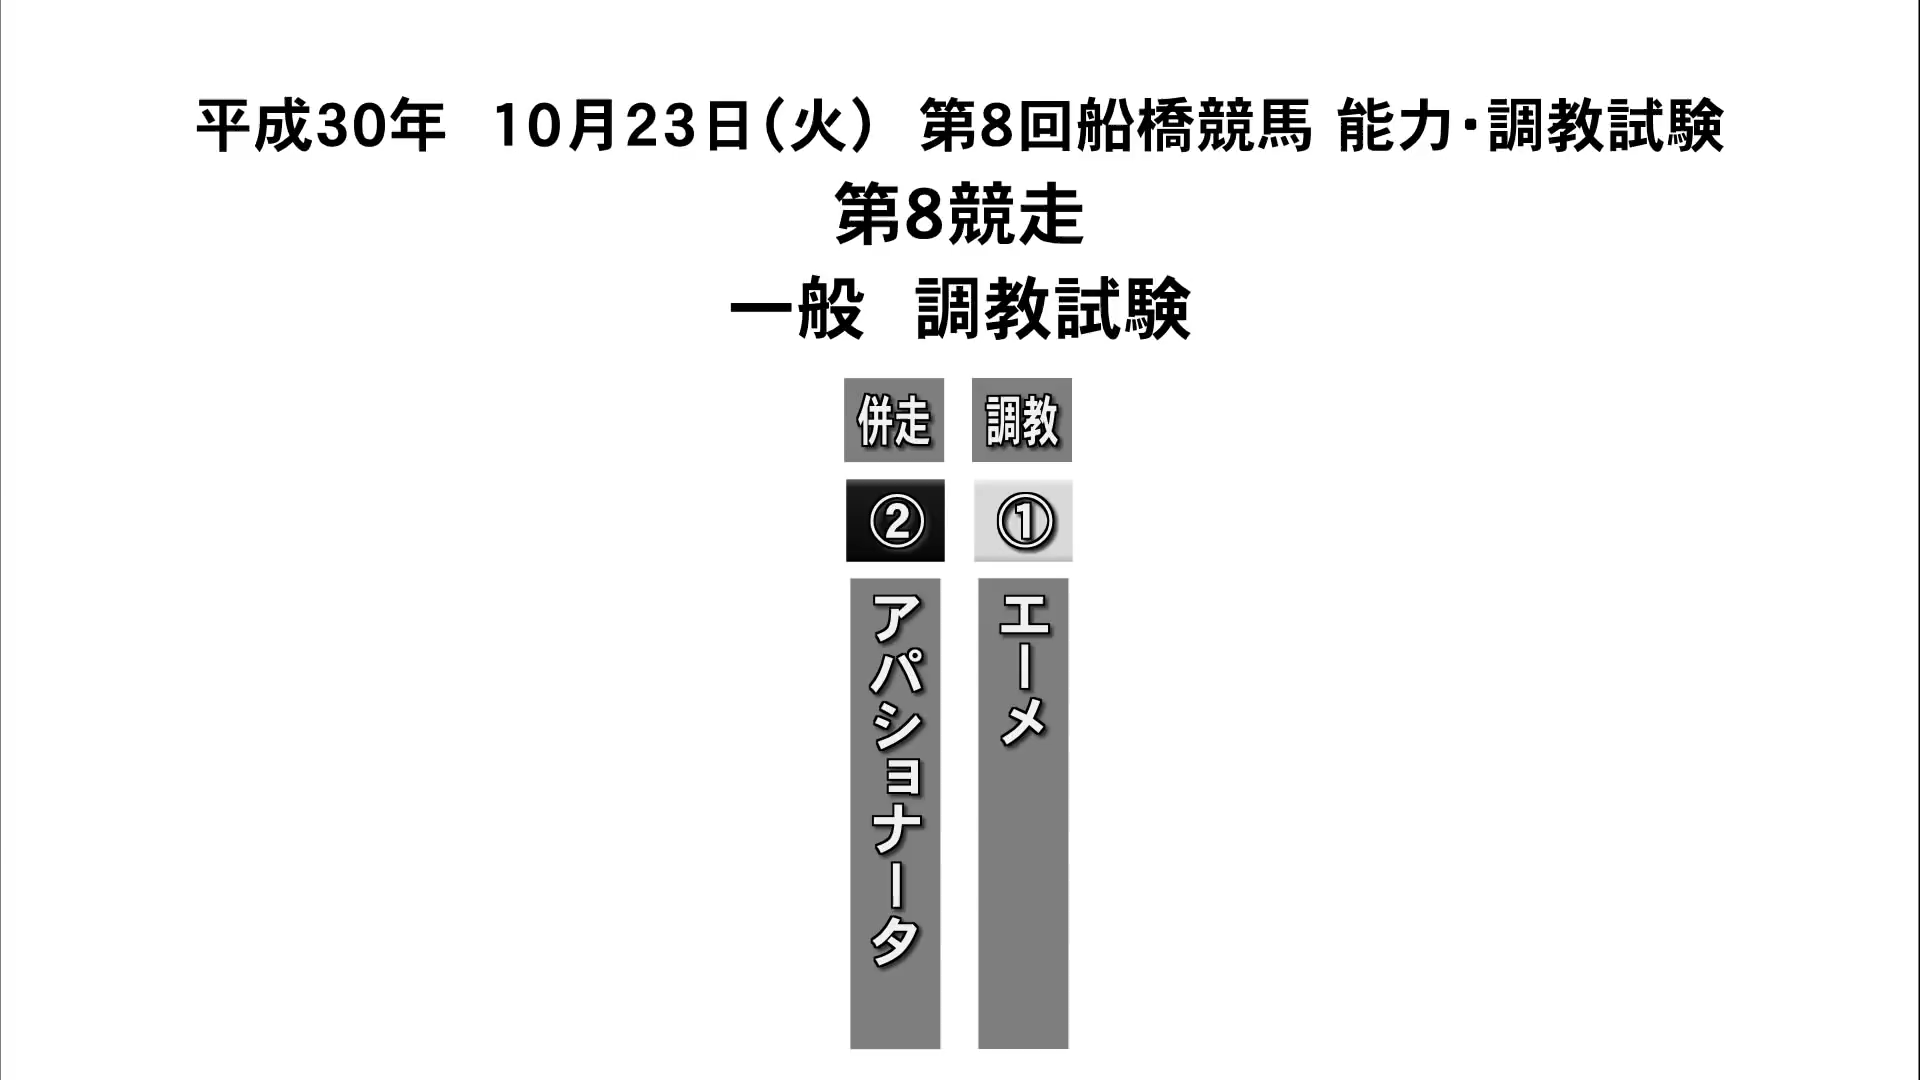 平成30年　10月23日(火)　第8回船橋競馬 能力・調教試験
第8競走
一般　調教試験
調教
①
エーメ
併走
②
アパショナータ